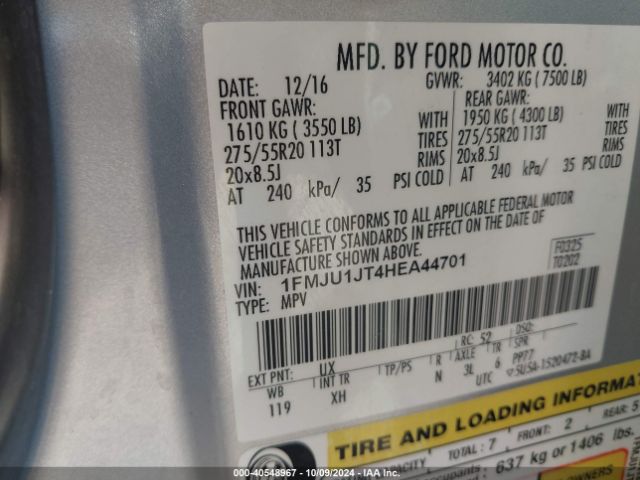 MFD. BY FORD MOTOR CO.
DATE: 12/16 GVWR: 3402 KG ( 7500 LB)
FRONT GAWR: REAR GAWR:
1610 KG ( 3550 LB) WITH 1950 KG ( 4300 LB) WITH
275/55R20 113T TIRES 275/55R20 113T TIRES
20x8.5J RIMS 20x8.5J RIMS
AT 240 kPa/ 35 PSI COLD AT 240 kPa/ 35 PSI COLD
THIS VEHICLE CONFORMS TO ALL APPLICABLE FEDERAL MOTOR
VEHICLE SAFETY STANDARDS IN EFFECT ON THE DATE OF
MANUFACTURE SHOWN ABOVE.
VIN: 1FMJU1JT4HEA44701 F0325
TYPE: MPV T0202
EXT PNT: UX RC: 52 DSO:
WB INT TR TP/PS R AXLE TR SPR
119 XH N 3L 6 PP77
UTC
TIRE AND LOADING INFORMAT
CAPACITY TOTAL : 7 FRONT: 2 REAR: 5
637 kg or 1406 lbs.
OWNERS
000-40548967 - 10/09/2024 - IAA Inc.